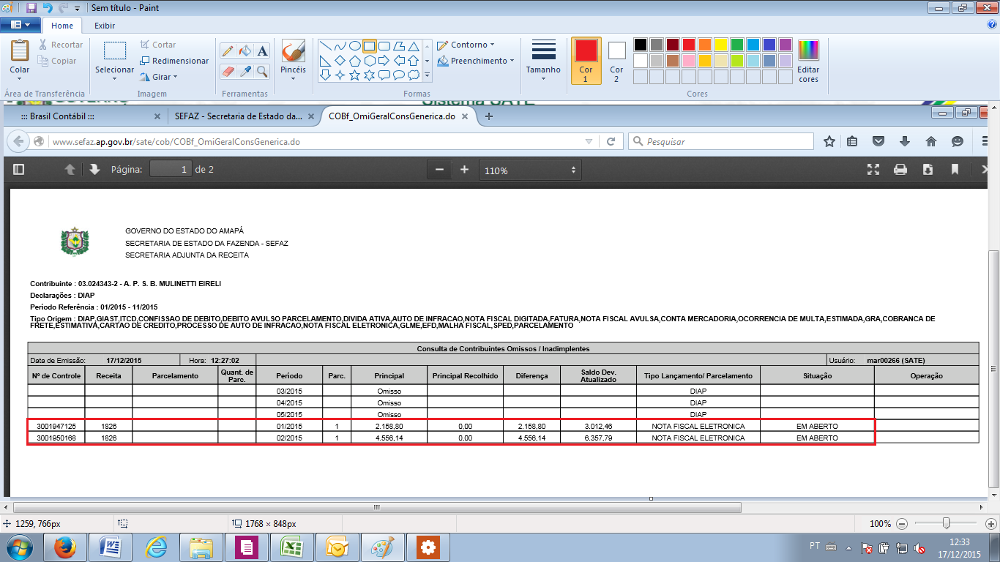 Sem título - Paint
Home Exibir
Colar
Recortar
Copiar
Área de Transferência
Selecionar
Cortar
Redimensionar
Girar
Imagem
A
Ferramentas
Pincéis
Contorno
Preenchimento
Formas
Tamanho
Cor 1
Cor 2
Editar cores
Cores
Sistema SATE
::: Brasil Contábil ::: SEFAZ - Secretaria de Estado da... COBf_OmiGeralConsGenerica.do
www.sefaz.ap.gov.br/sate/cob/COBf_OmiGeralConsGenerica.do Pesquisar
Página: 1 de 2 110%
GOVERNO DO ESTADO DO AMAPÁ
SECRETARIA DE ESTADO DA FAZENDA - SEFAZ
SECRETARIA ADJUNTA DA RECEITA
Contribuinte : 03.024343-2 - A. P. S. B. MULINETTI EIRELI
Declarações : DIAP
Período Referência : 01/2015 - 11/2015
Tipo Origem : DIAP,GIAST,ITCD,CONFISSAO DE DEBITO,DEBITO AVULSO PARCELAMENTO,DIVIDA ATIVA,AUTO DE INFRACAO,NOTA FISCAL DIGITADA,FATURA,NOTA FISCAL AVULSA,CONTA MERCADORIA,OCORRENCIA DE MULTA,ESTIMADA,GRA,COBRANCA DE
FRETE,ESTIMATIVA,CARTAO DE CREDITO,PROCESSO DE AUTO DE INFRACAO,NOTA FISCAL ELETRONICA,GLME,EFD,MALHA FISCAL,SPED,PARCELAMENTO
Consulta de Contribuintes Omissos / Inadimplentes
Data de Emissão: 17/12/2015 Hora: 12:27:02 Usuário: mar00266 (SATE)
Nº de Controle Receita Parcelamento Quant. de Parc. Período Parc. Principal Principal Recolhido Diferença Saldo Dev. Atualizado Tipo Lançamento/ Parcelamento Situação Operação
03/2015 Omisso DIAP
04/2015 Omisso DIAP
05/2015 Omisso DIAP
3001947125 1826 01/2015 1 2.158,80 0,00 2.158,80 3.012,46 NOTA FISCAL ELETRONICA EM ABERTO
3001950168 1826 02/2015 1 4.556,14 0,00 4.556,14 6.357,79 NOTA FISCAL ELETRONICA EM ABERTO
1259, 766px 1768 × 848px 100%
PT 12:33
17/12/2015